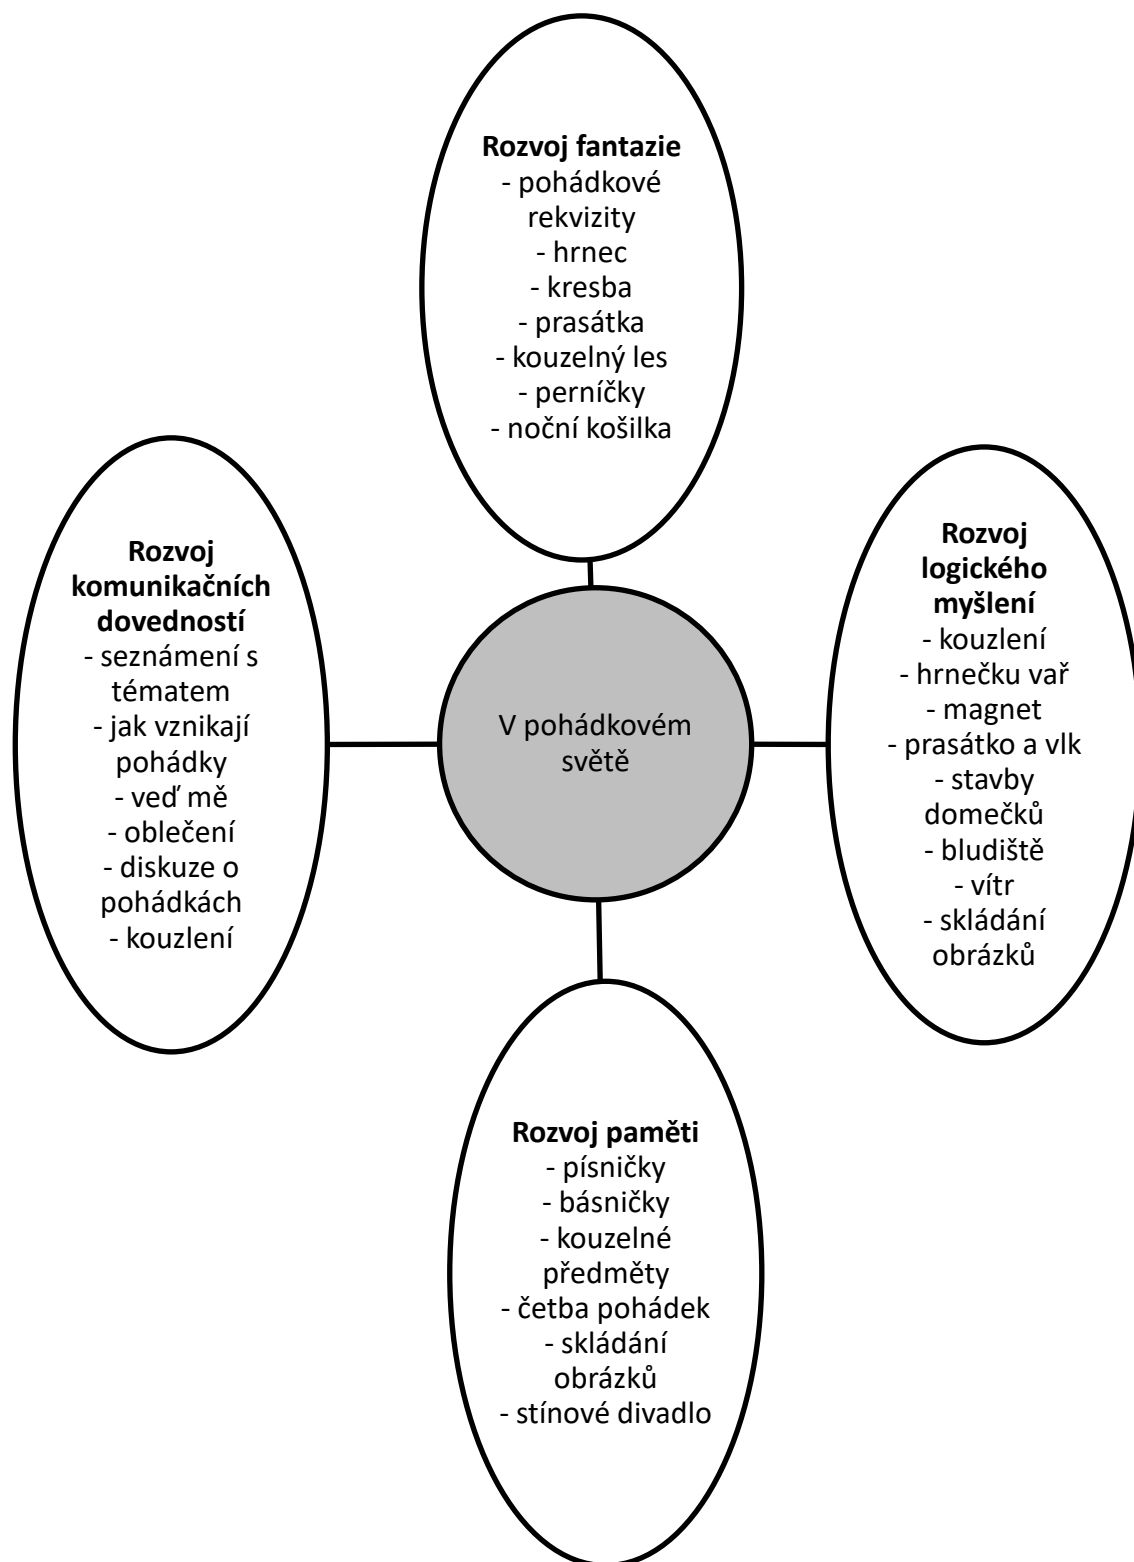 Rozvoj fantazie
- pohádkové
rekvizity
- hrnec
- kresba
- prasátka
- kouzelný les
- perníčky
- noční košilka
Rozvoj
komunikačních
dovedností
- seznámení s
tématem
- jak vznikají
pohádky
- veď mě
- oblečení
- diskuze o
pohádkách
- kouzlení
V pohádkovém
světě
Rozvoj
logického
myšlení
- kouzlení
- hrnečku vař
- magnet
- prasátko a vlk
- stavby
domečků
- bludiště
- vítr
- skládání
obrázků
Rozvoj paměti
- písničky
- básničky
- kouzelné
předměty
- četba pohádek
- skládání
obrázků
- stínové divadlo